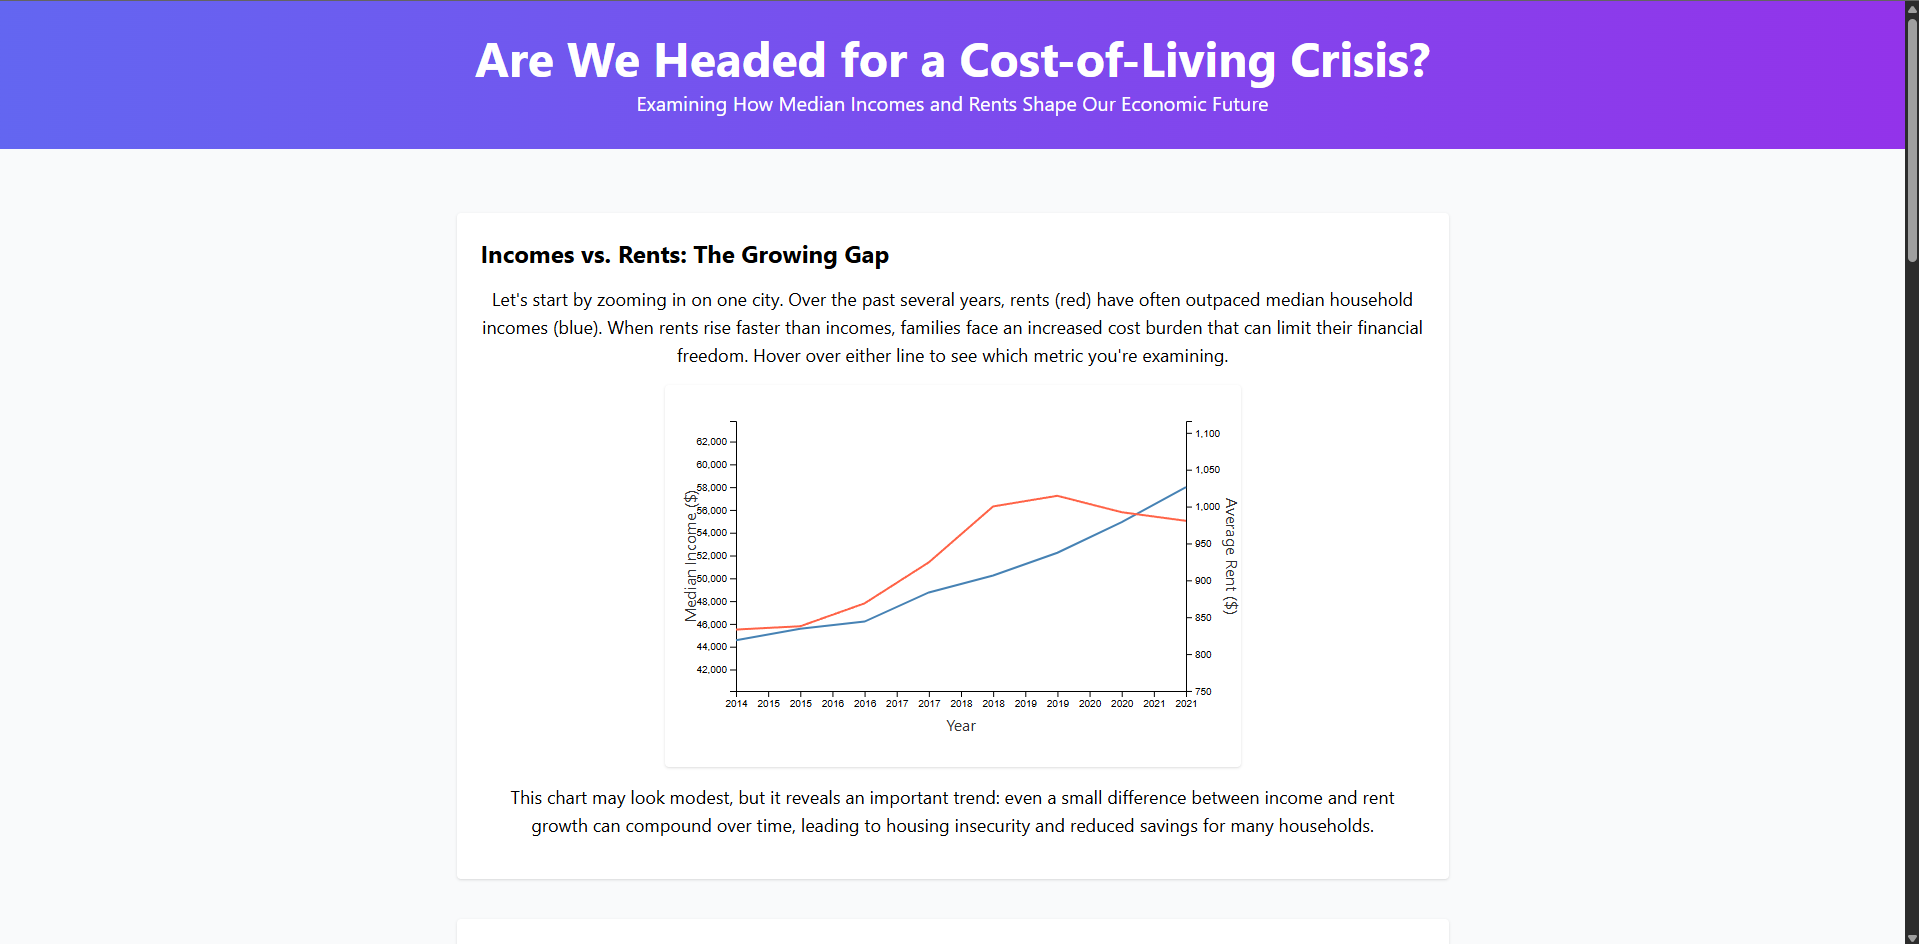 Are We Headed for a Cost-of-Living Crisis?
Examining How Median Incomes and Rents Shape Our Economic Future
Incomes vs. Rents: The Growing Gap
Let's start by zooming in on one city. Over the past several years, rents (red) have often outpaced median household
incomes (blue). When rents rise faster than incomes, families face an increased cost burden that can limit their financial
freedom. Hover over either line to see which metric you're examining.
62,000
60,000
58,000
56,000
54,000
52,000
50,000
48,000
46,000
44,000
42,000
Median Income ($)
1,100
1,050
1,000
950
900
850
800
750
Average Rent ($)
2014 2015 2015 2016 2016 2017 2017 2018 2018 2019 2019 2020 2020 2021 2021
Year
This chart may look modest, but it reveals an important trend: even a small difference between income and rent
growth can compound over time, leading to housing insecurity and reduced savings for many households.